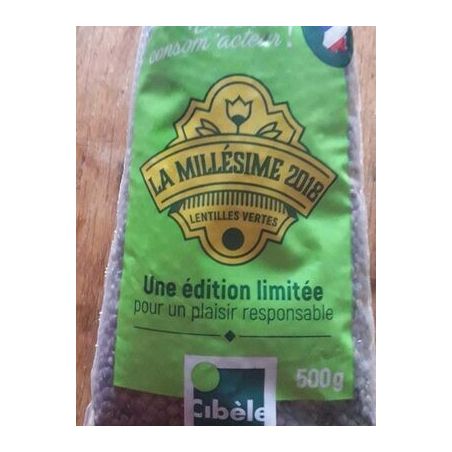 consom'acteur !
LA MILLÉSIME 2018
LENTILLES VERTES
Une édition limitée
pour un plaisir responsable
500g
Cibèle